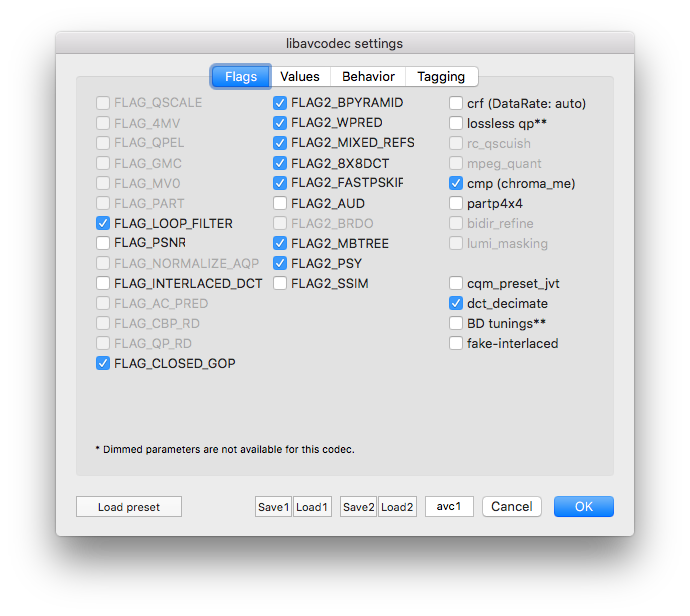 libavcodec settings
Flags
Values
Behavior
Tagging
FLAG_QSCALE
FLAG_4MV
FLAG_QPEL
FLAG_GMC
FLAG_MV0
FLAG_PART
FLAG_LOOP_FILTER
FLAG_PSNR
FLAG_NORMALIZE_AQP
FLAG_INTERLACED_DCT
FLAG_AC_PRED
FLAG_CBP_RD
FLAG_QP_RD
FLAG_CLOSED_GOP
FLAG2_BPYRAMID
FLAG2_WPRED
FLAG2_MIXED_REFS
FLAG2_8X8DCT
FLAG2_FASTPSKIP
FLAG2_AUD
FLAG2_BRDO
FLAG2_MBTREE
FLAG2_PSY
FLAG2_SSIM
crf (DataRate: auto)
lossless qp**
rc_qscuish
mpeg_quant
cmp (chroma_me)
partp4x4
bidir_refine
lumi_masking
cqm_preset_jvt
dct_decimate
BD tunings**
fake-interlaced
* Dimmed parameters are not available for this codec.
Load preset
Save1
Load1
Save2
Load2
avc1
Cancel
OK